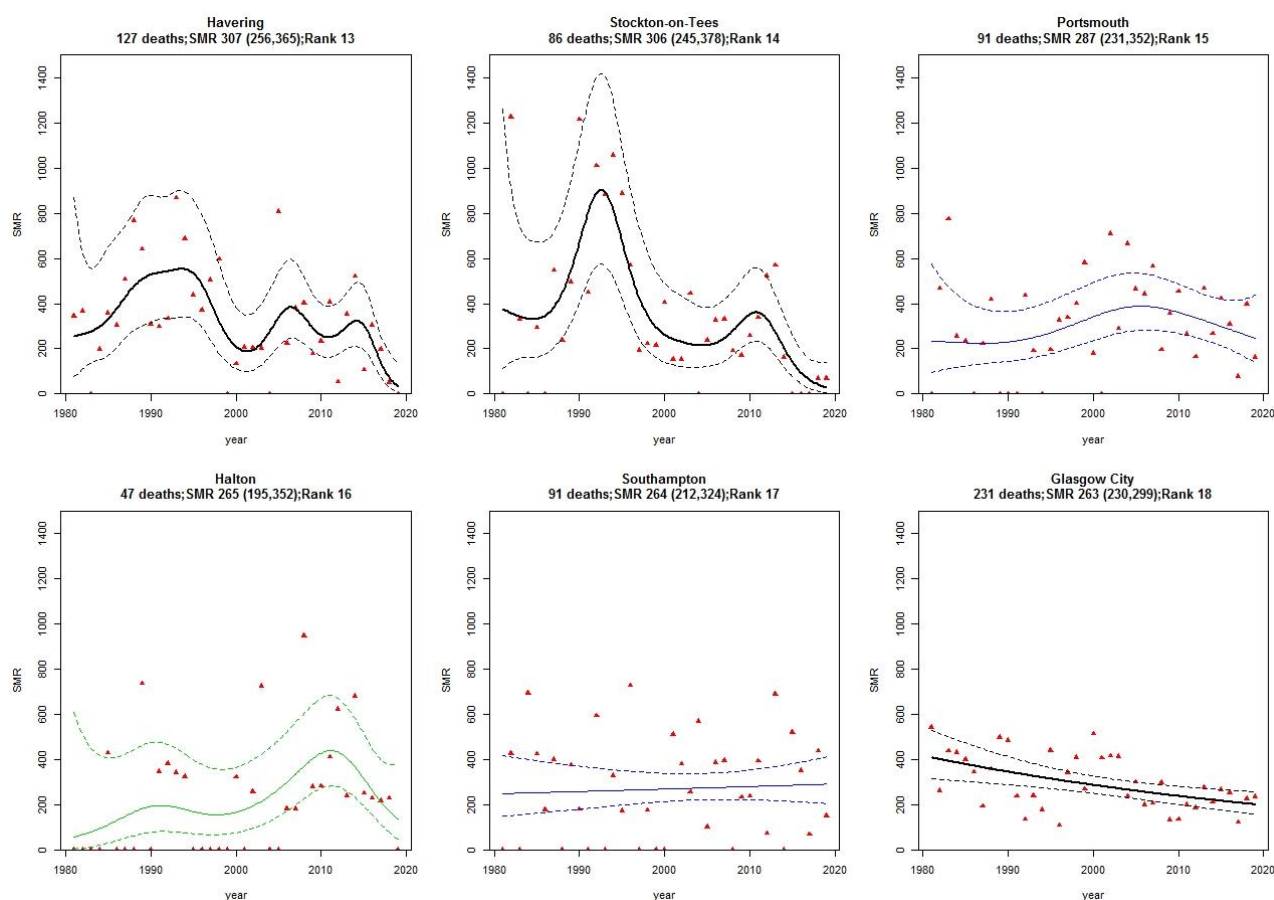 Havering
127 deaths;SMR 307 (256,365);Rank 13
SMR
0 200 400 600 800 1000 1200 1400
1980 1990 2000 2010 2020
year
Stockton-on-Tees
86 deaths;SMR 306 (245,378);Rank 14
SMR
0 200 400 600 800 1000 1200 1400
1980 1990 2000 2010 2020
year
Portsmouth
91 deaths;SMR 287 (231,352);Rank 15
SMR
0 200 400 600 800 1000 1200 1400
1980 1990 2000 2010 2020
year
Halton
47 deaths;SMR 265 (195,352);Rank 16
SMR
0 200 400 600 800 1000 1200 1400
1980 1990 2000 2010 2020
year
Southampton
91 deaths;SMR 264 (212,324);Rank 17
SMR
0 200 400 600 800 1000 1200 1400
1980 1990 2000 2010 2020
year
Glasgow City
231 deaths;SMR 263 (230,299);Rank 18
SMR
0 200 400 600 800 1000 1200 1400
1980 1990 2000 2010 2020
year